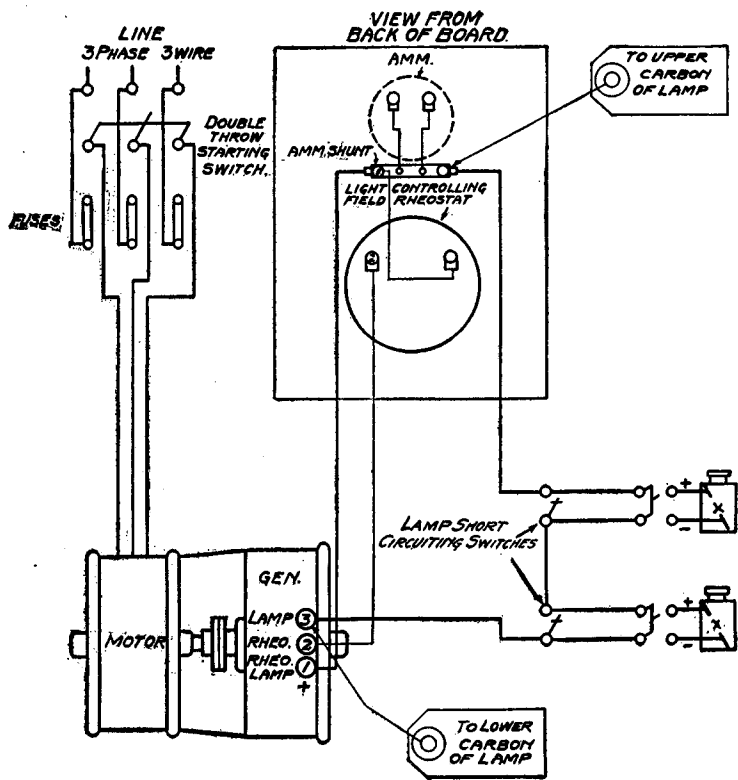 LINE
3 PHASE 3 WIRE
VIEW FROM
BACK OF BOARD.
AMM.
TO UPPER
CARBON
OF LAMP
DOUBLE
THROW
STARTING
SWITCH.
AMM. SHUNT
LIGHT CONTROLLING
FIELD RHEOSTAT
FUSES
2
+
X
-
LAMP SHORT
CIRCUITING SWITCHES
+
X
-
GEN.
LAMP 3
MOTOR
RHEO. 2
RHEO. 1
LAMP
+
TO LOWER
CARBON
OF LAMP